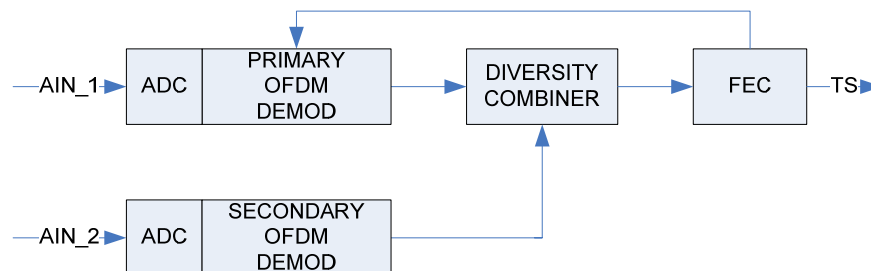 AIN_1
ADC
PRIMARY
OFDM
DEMOD
DIVERSITY
COMBINER
FEC
TS
AIN_2
ADC
SECONDARY
OFDM
DEMOD